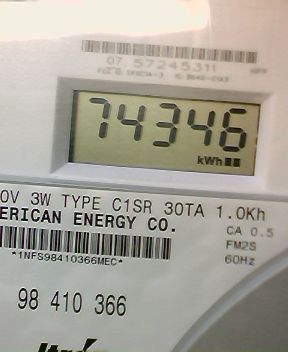 07 57245311
74346
kWh
0V 3W TYPE C1SR 30TA 1.0Kh
ERICAN ENERGY CO.
CA 0.5
FM2S
60Hz
*1NFS98410366MEC*
98 410 366